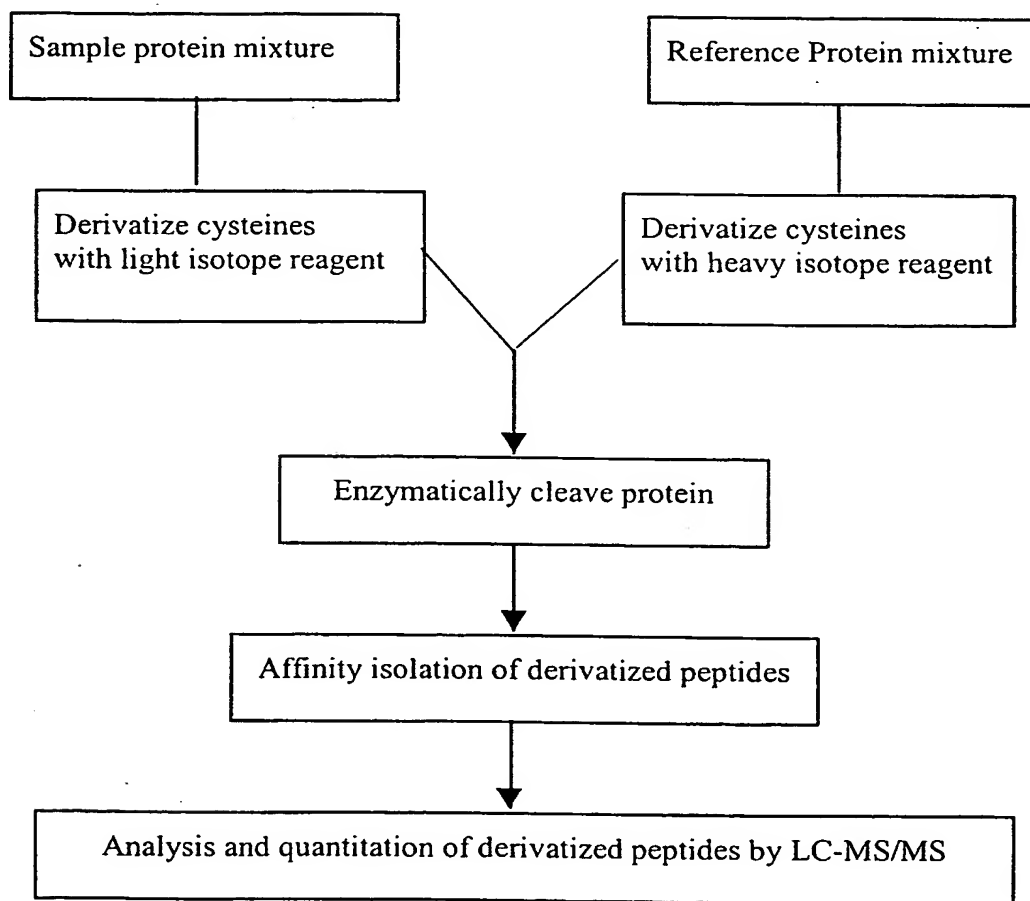 Sample protein mixture
Reference Protein mixture
Derivatize cysteines
with light isotope reagent
Derivatize cysteines
with heavy isotope reagent
Enzymatically cleave protein
Affinity isolation of derivatized peptides
Analysis and quantitation of derivatized peptides by LC-MS/MS